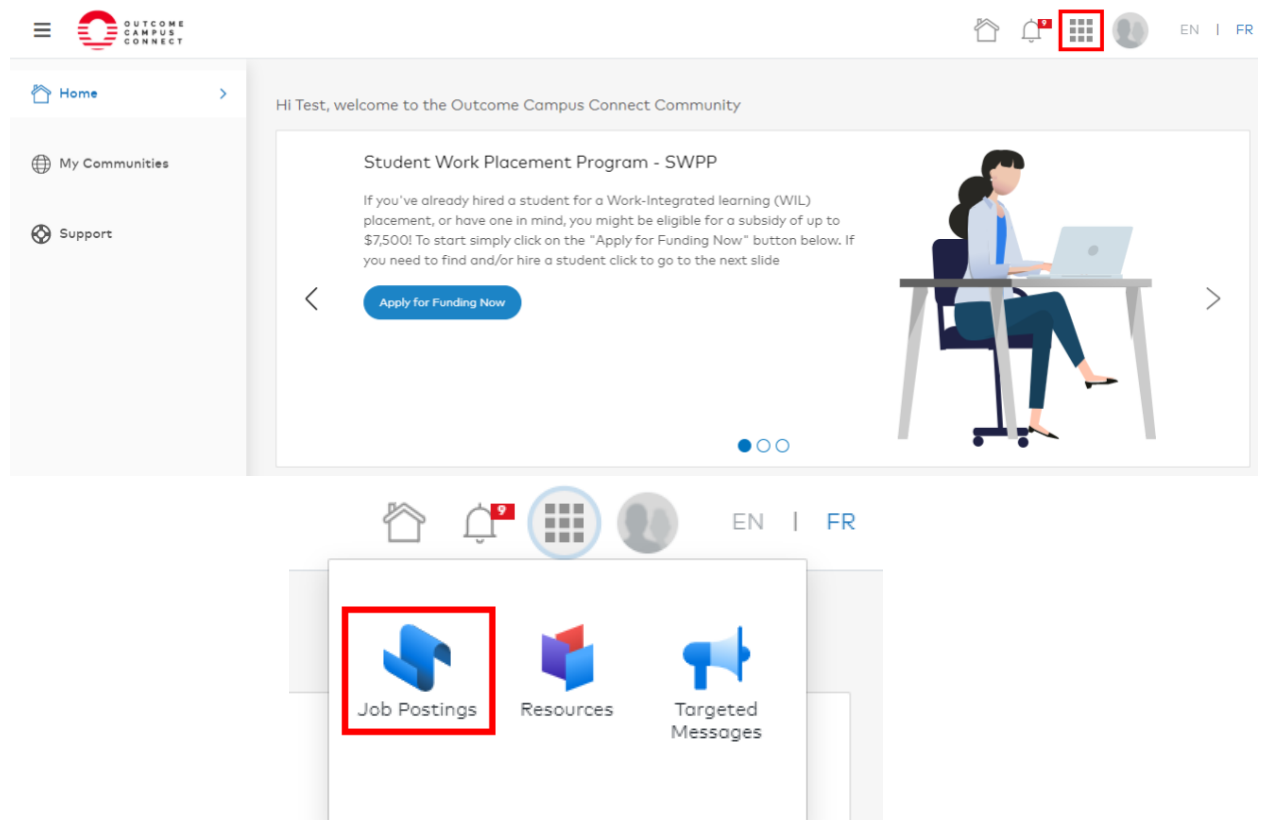 OUTCOME
CAMPUS
CONNECT
9
EN | FR
Home
My Communities
Support
Hi Test, welcome to the Outcome Campus Connect Community
Student Work Placement Program - SWPP
If you've already hired a student for a Work-Integrated learning (WIL)
placement, or have one in mind, you might be eligible for a subsidy of up to
$7,500! To start simply click on the "Apply for Funding Now" button below. If
you need to find and/or hire a student click to go to the next slide
Apply for Funding Now
9
EN | FR
Job Postings
Resources
Targeted
Messages